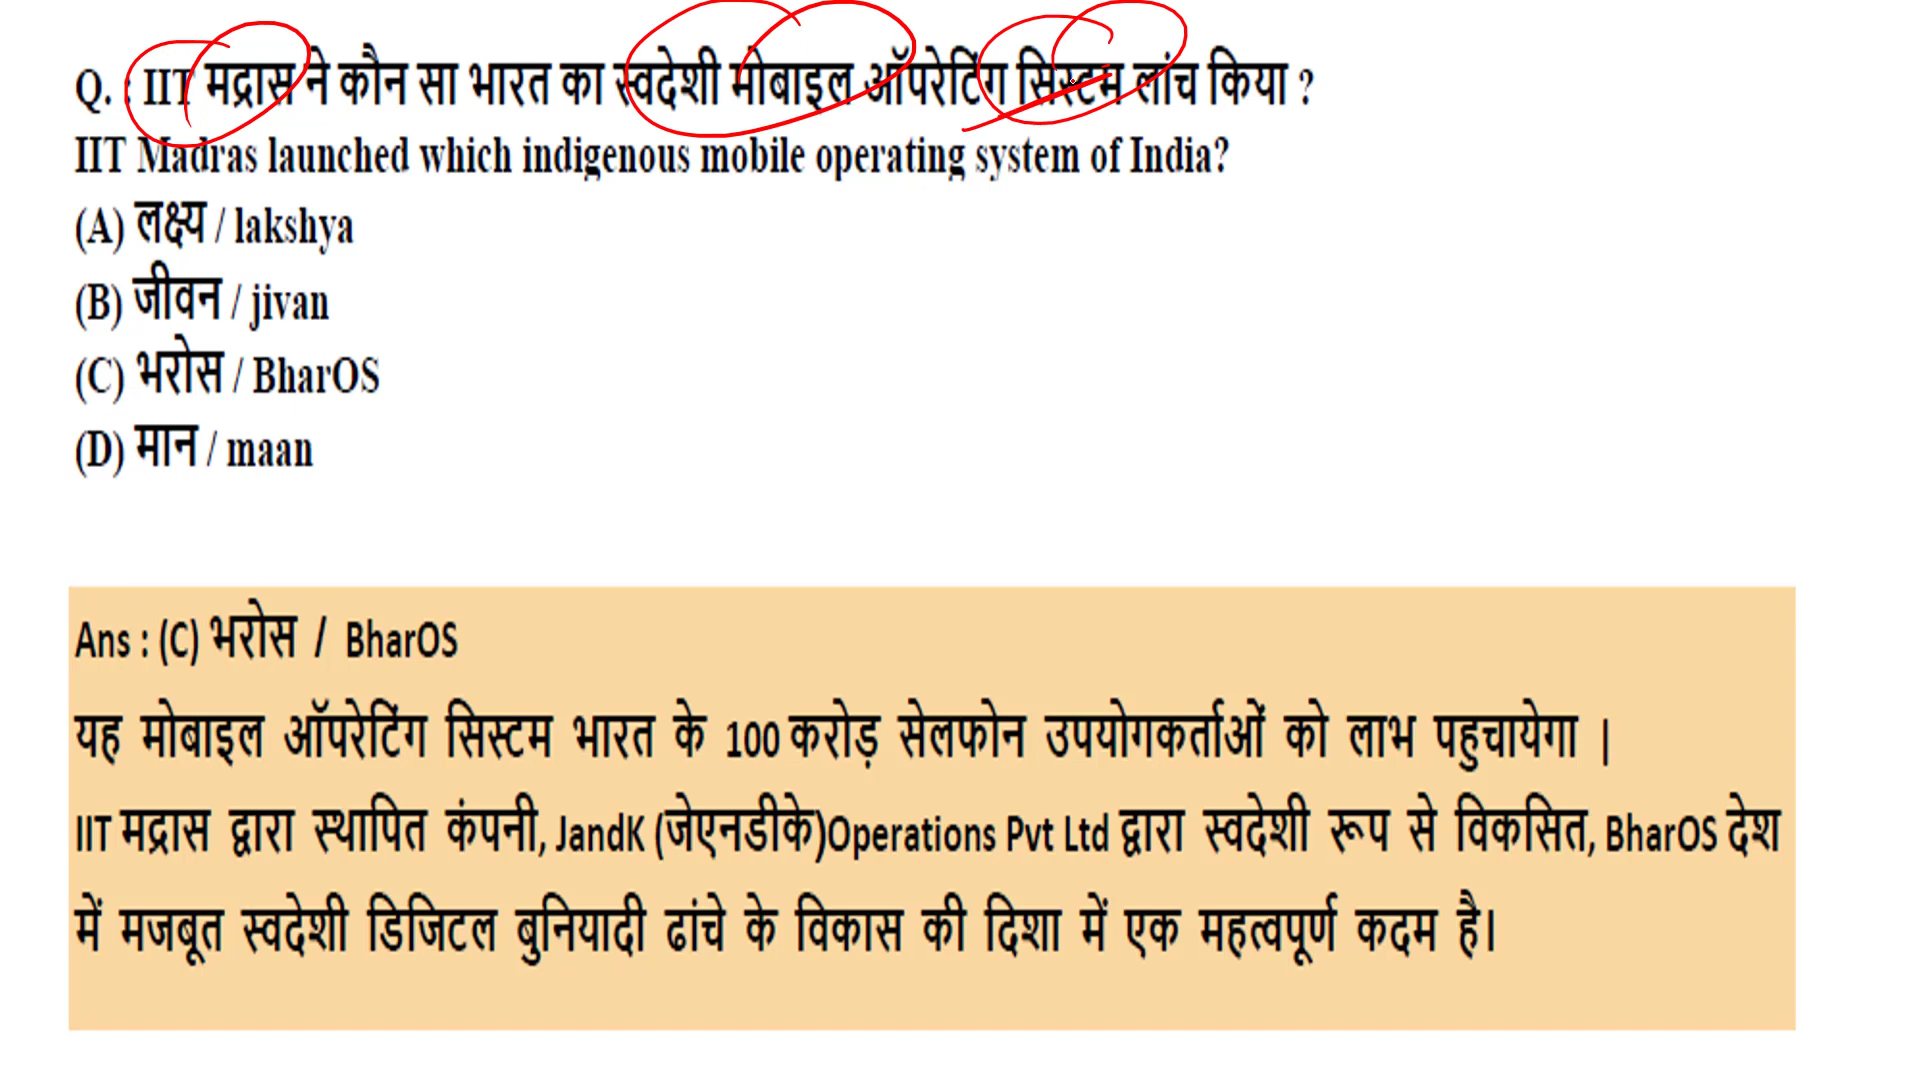 Q. : IIT मद्रास ने कौन सा भारत का स्वदेशी मोबाइल ऑपरेटिंग सिस्टम लांच किया ?
IIT Madras launched which indigenous mobile operating system of India?
(A) लक्ष्य / lakshya
(B) जीवन / jivan
(C) भरोस / BharOS
(D) मान / maan
Ans : (C) भरोस / BharOS
यह मोबाइल ऑपरेटिंग सिस्टम भारत के 100 करोड़ सेलफोन उपयोगकर्ताओं को लाभ पहुचायेगा |
IIT मद्रास द्वारा स्थापित कंपनी, JandK (जेएनडीके)Operations Pvt Ltd द्वारा स्वदेशी रूप से विकसित, BharOS देश
में मजबूत स्वदेशी डिजिटल बुनियादी ढांचे के विकास की दिशा में एक महत्वपूर्ण कदम है।